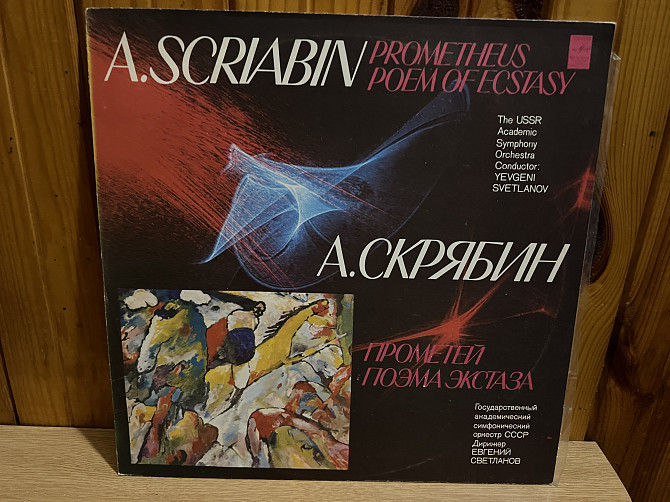 A.SCRIABIN
PROMETHEUS
POEM OF ECSTASY
The USSR
Academic
Symphony
Orchestra
Conductor:
YEVGENI
SVETLANOV
А.СКРЯБИН
ПРОМЕТЕЙ
ПОЭМА ЭКСТАЗА
Государственный
академический
симфонический
оркестр СССР
Дирижер
ЕВГЕНИЙ
СВЕТЛАНОВ